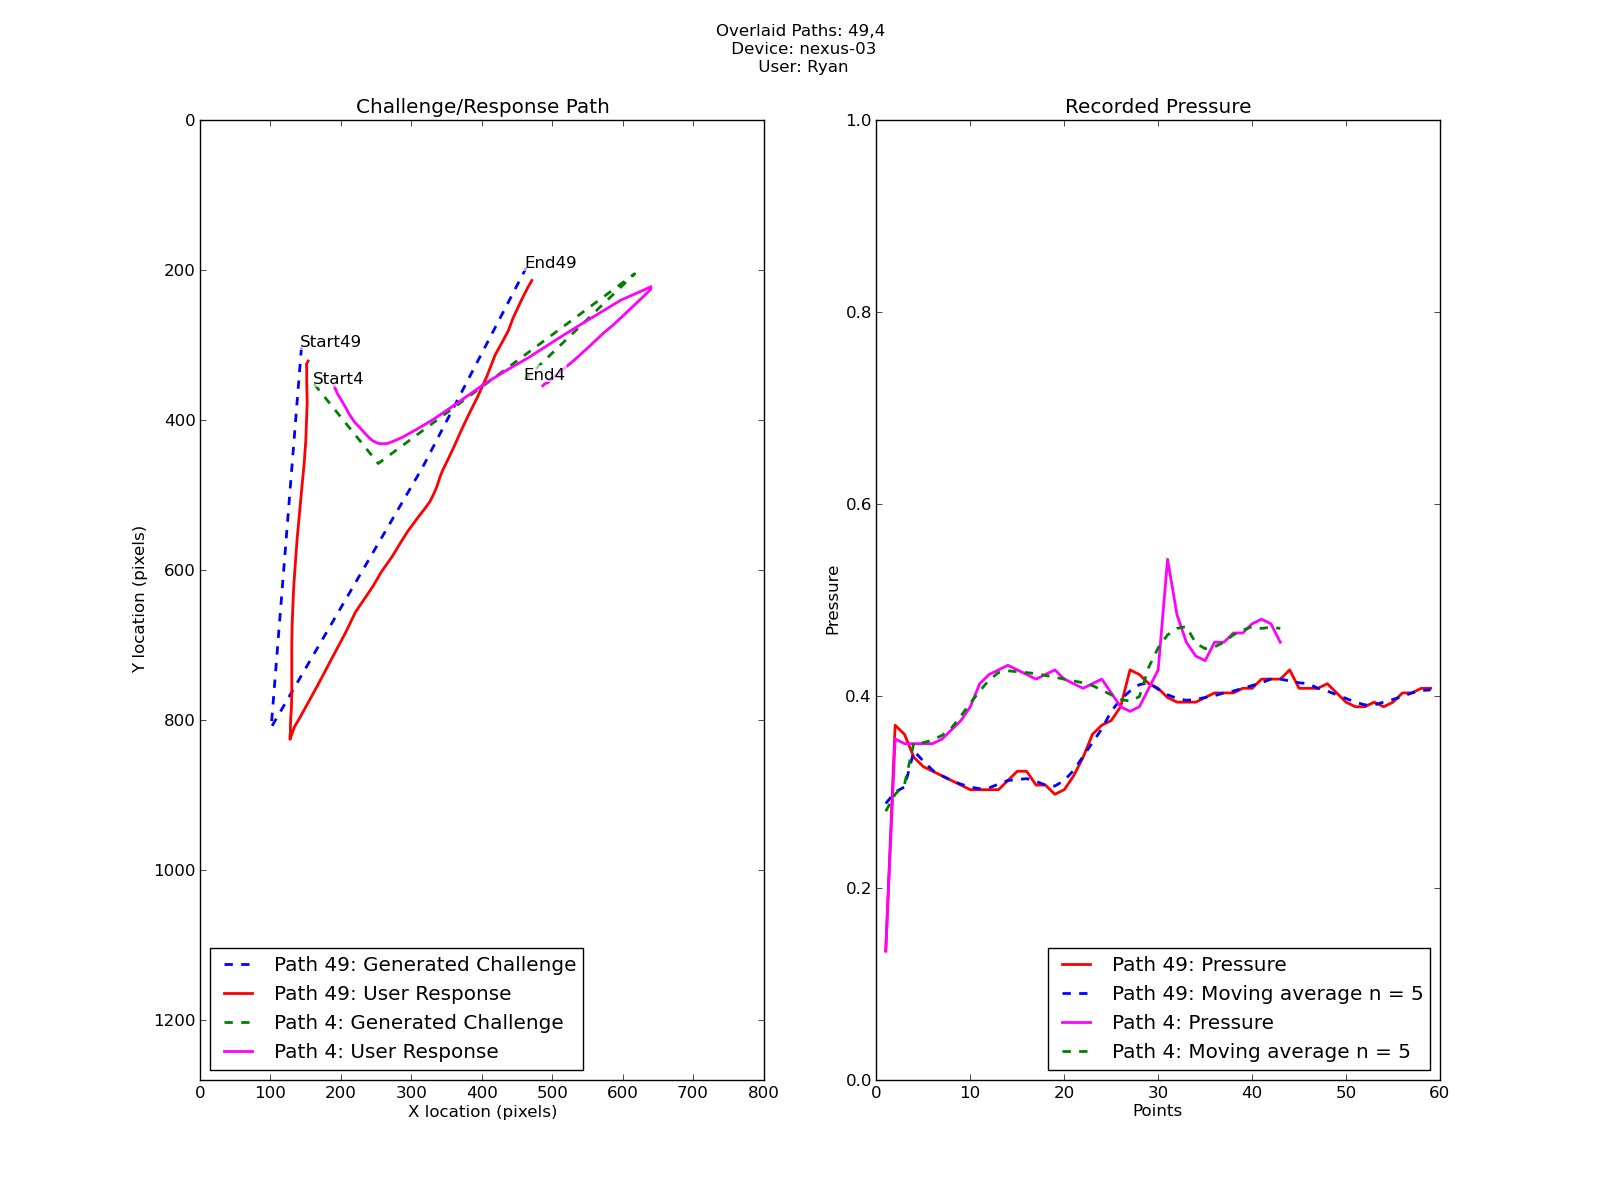 Overlaid Paths: 49,4
Device: nexus-03
User: Ryan
Challenge/Response Path
0
200
400
600
800
1000
1200
Y location (pixels)
End49
Start49
Start4
End4
Path 49: Generated Challenge
Path 49: User Response
Path 4: Generated Challenge
Path 4: User Response
0 100 200 300 400 500 600 700 800
X location (pixels)
Recorded Pressure
1.0
0.8
0.6
0.4
0.2
0.0
Pressure
Path 49: Pressure
Path 49: Moving average n = 5
Path 4: Pressure
Path 4: Moving average n = 5
0 10 20 30 40 50 60
Points